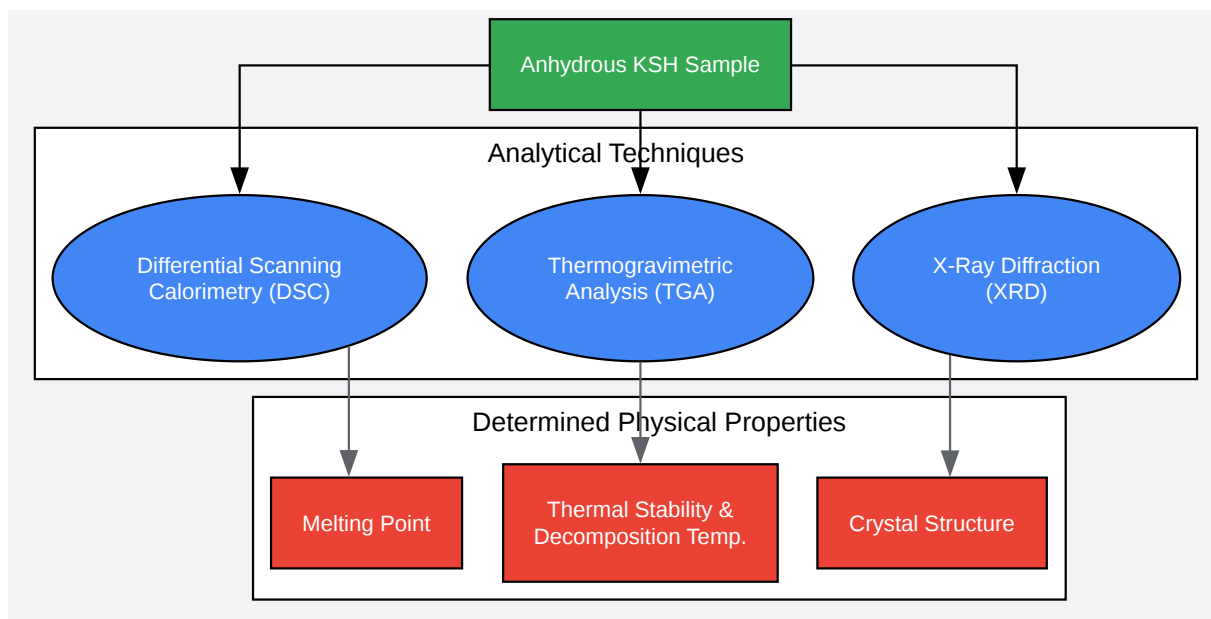 Anhydrous KSH Sample
Analytical Techniques
Differential Scanning
Calorimetry (DSC)
Thermogravimetric
Analysis (TGA)
X-Ray Diffraction
(XRD)
Determined Physical Properties
Melting Point
Thermal Stability &
Decomposition Temp.
Crystal Structure